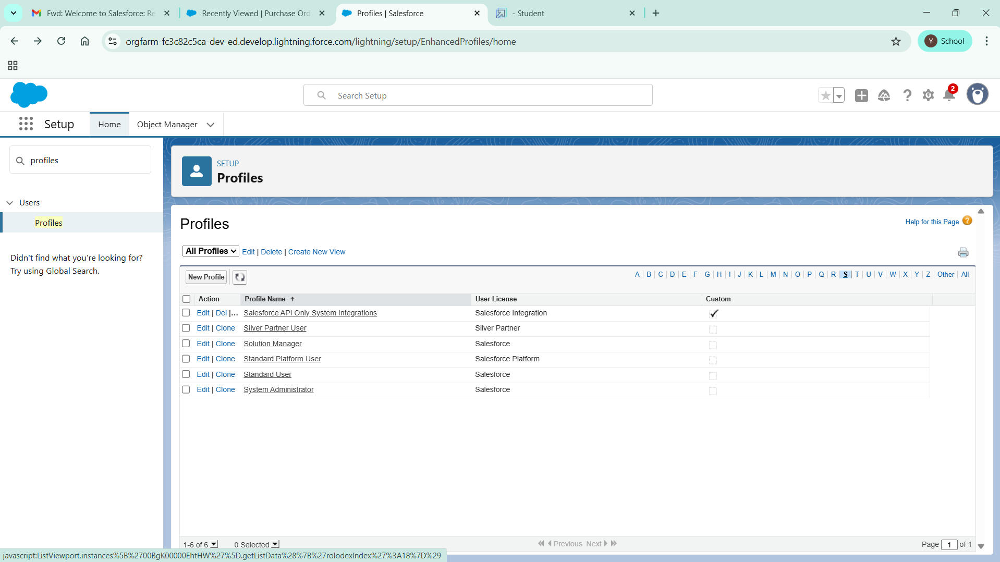 Fwd: Welcome to Salesforce: Re
Recently Viewed | Purchase Ord
Profiles | Salesforce
- Student
orgfarm-fc3c82c5ca-dev-ed.develop.lightning.force.com/lightning/setup/EnhancedProfiles/home
Y School
Search Setup
2
Setup
Home
Object Manager
profiles
Users
Profiles
Didn't find what you're looking for?
Try using Global Search.
SETUP
Profiles
Profiles
Help for this Page ?
All Profiles Edit | Delete | Create New View
New Profile
A B C D E F G H I J K L M N O P Q R S T U V W X Y Z Other All
Action Profile Name User License Custom
Edit | Del |... Salesforce API Only System Integrations Salesforce Integration
Edit | Clone Silver Partner User Silver Partner
Edit | Clone Solution Manager Salesforce
Edit | Clone Standard Platform User Salesforce Platform
Edit | Clone Standard User Salesforce
Edit | Clone System Administrator Salesforce
1-6 of 6 0 Selected Previous Next Page 1 of 1
javascript:ListViewport.instances%5B%2700BgK00000EhtHW%27%5D.getListData%28%7B%27rolodexIndex%27%3A18%7D%29